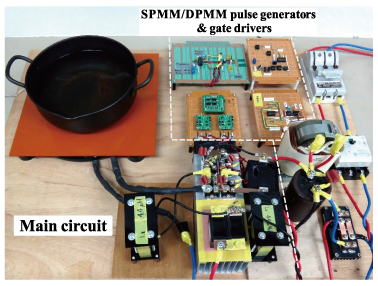 SPMM/DPMM pulse generators
& gate drivers
Main circuit